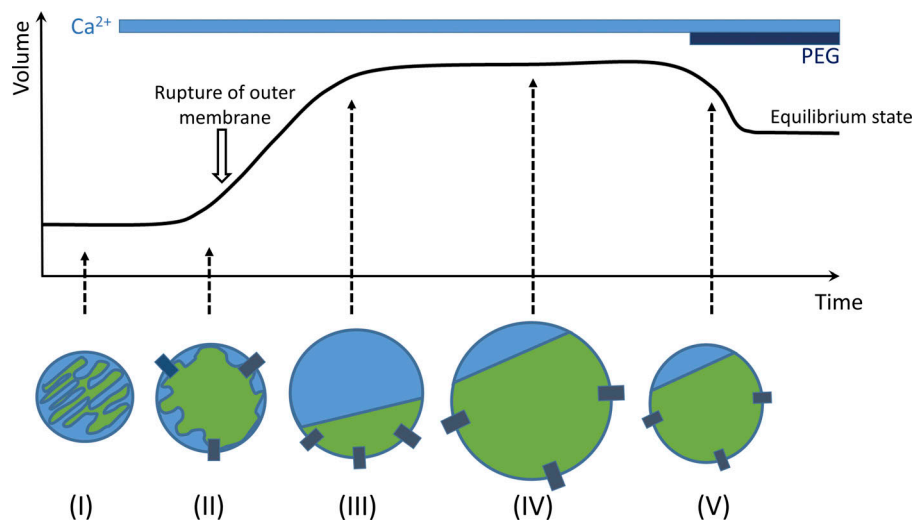 Ca²⁺
PEG
Volume
Rupture of outer
membrane
Equilibrium state
Time
(I)
(II)
(III)
(IV)
(V)